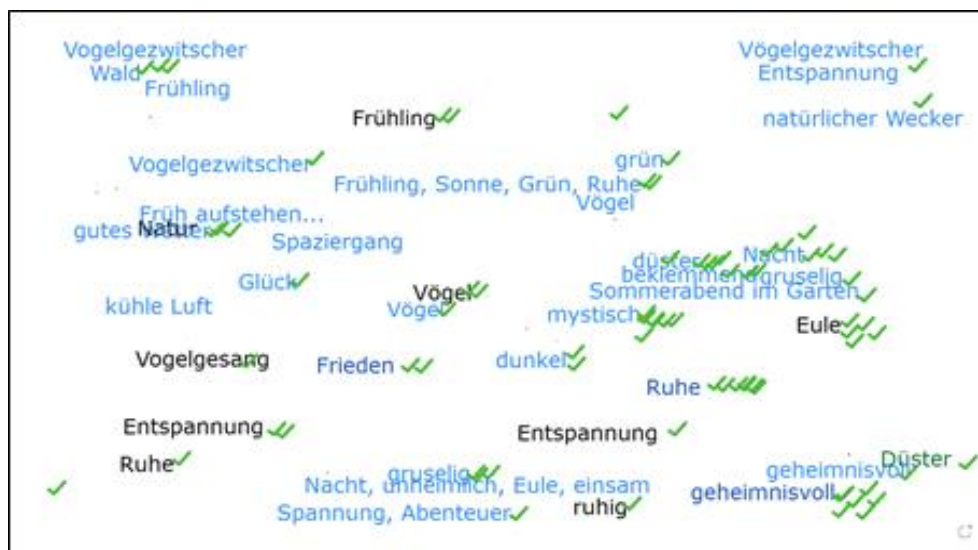 Vogelgezwitscher
Vögelgezwitscher
Wald
Entspannung
Frühling
Frühling
natürlicher Wecker
Vogelgezwitscher
grün
Frühling, Sonne, Grün, Ruhe
Vögel
Früh aufstehen...
Natur
gutes
Spaziergang
düster
Nacht
beklemmend
gruselig
Glück
Vögel
Sommerabend im Garten
kühle Luft
Vögel
mystisch
Eule
Vogelgesang
Frieden
dunkel
Ruhe
Entspannung
Entspannung
Ruhe
gruselig
geheimnisvoll
Düster
Nacht, unheimlich, Eule, einsam
geheimnisvoll
Spannung, Abenteuer
ruhig